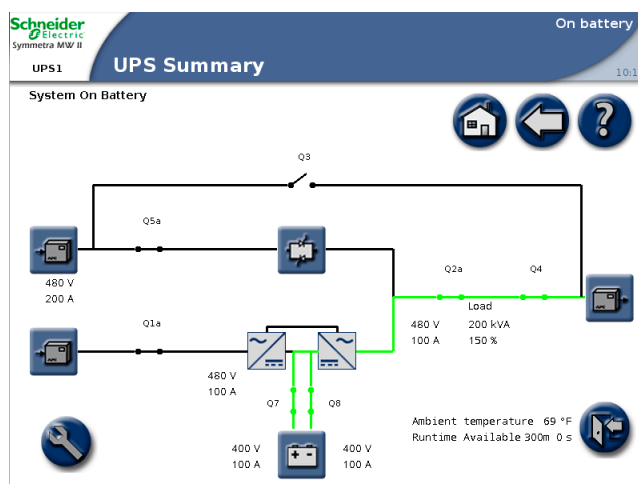 Schneider
Electric
Symmetra MW II
UPS1
UPS Summary
On battery
10:1
System On Battery
?
Q3
Q5a
480 V
200 A
Q2a
Q4
Load
480 V 200 kVA
100 A 150 %
Q1a
480 V
100 A
Q7
Q8
400 V
100 A
400 V
100 A
Ambient temperature 69 °F
Runtime Available 300m 0 s